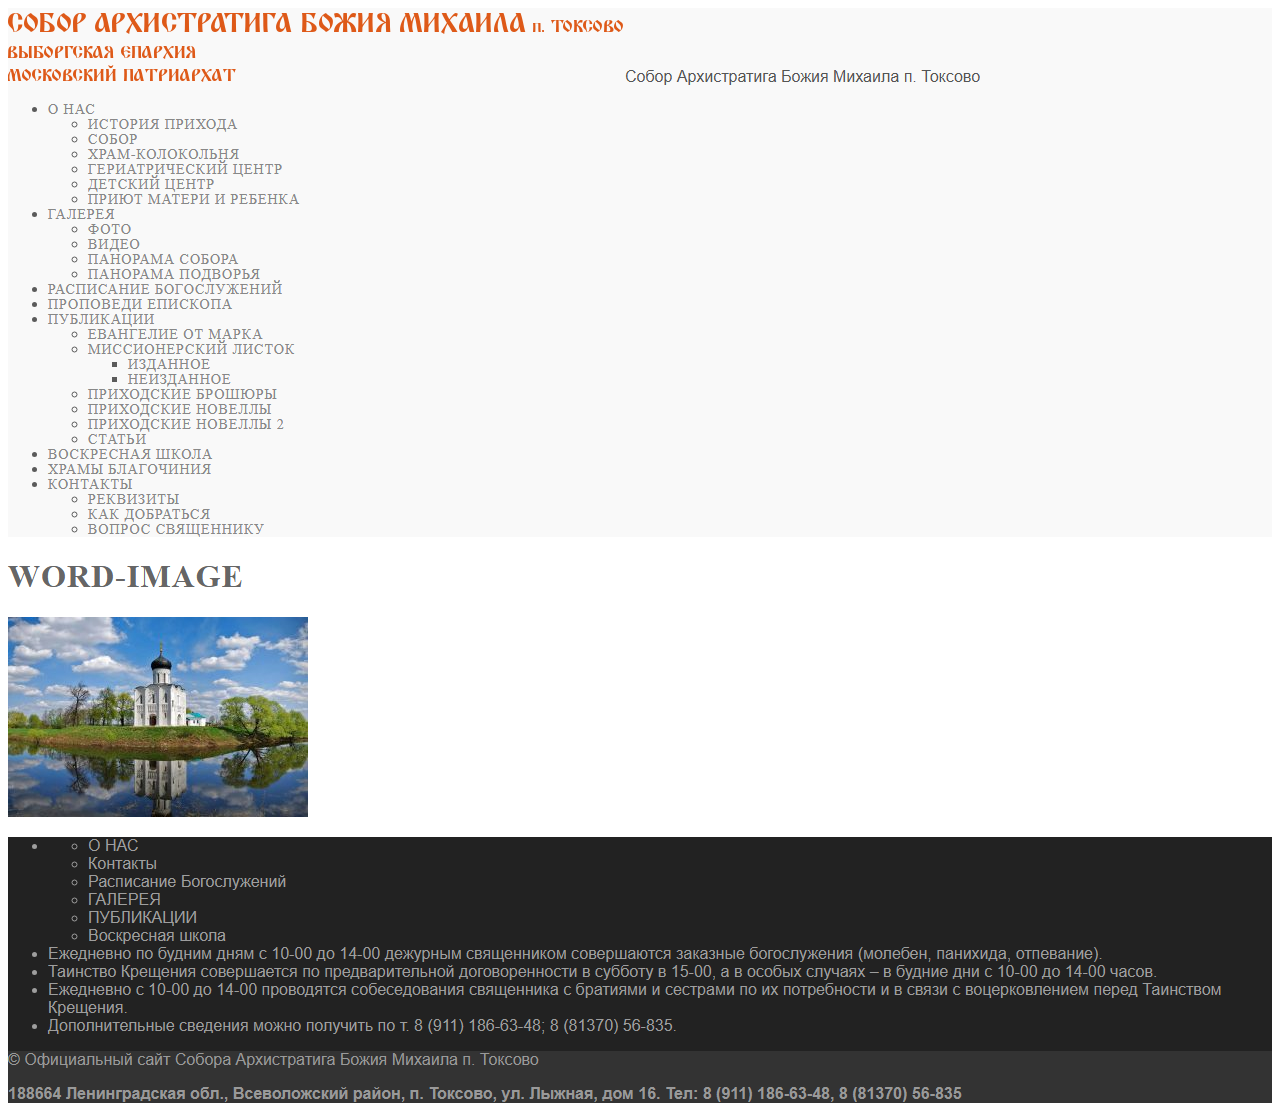 СОБОР АРХИСТРАТИГА БОЖИЯ МИХАИЛА п. ТОКСОВО
ВЫБОРГСКАЯ ЕПАРХИЯ
МОСКОВСКИЙ ПАТРИАРХАТ
Собор Архистратига Божия Михаила п. Токсово
О НАС
ИСТОРИЯ ПРИХОДА
СОБОР
ХРАМ-КОЛОКОЛЬНЯ
ГЕРИАТРИЧЕСКИЙ ЦЕНТР
ДЕТСКИЙ ЦЕНТР
ПРИЮТ МАТЕРИ И РЕБЕНКА
ГАЛЕРЕЯ
ФОТО
ВИДЕО
ПАНОРАМА СОБОРА
ПАНОРАМА ПОДВОРЬЯ
РАСПИСАНИЕ БОГОСЛУЖЕНИЙ
ПРОПОВЕДИ ЕПИСКОПА
ПУБЛИКАЦИИ
ЕВАНГЕЛИЕ ОТ МАРКА
МИССИОНЕРСКИЙ ЛИСТОК
ИЗДАННОЕ
НЕИЗДАННОЕ
ПРИХОДСКИЕ БРОШЮРЫ
ПРИХОДСКИЕ НОВЕЛЛЫ
ПРИХОДСКИЕ НОВЕЛЛЫ 2
СТАТЬИ
ВОСКРЕСНАЯ ШКОЛА
ХРАМЫ БЛАГОЧИНИЯ
КОНТАКТЫ
РЕКВИЗИТЫ
КАК ДОБРАТЬСЯ
ВОПРОС СВЯЩЕННИКУ
WORD-IMAGE
О НАС
Контакты
Расписание Богослужений
ГАЛЕРЕЯ
ПУБЛИКАЦИИ
Воскресная школа
Ежедневно по будним дням с 10-00 до 14-00 дежурным священником совершаются заказные богослужения (молебен, панихида, отпевание).
Таинство Крещения совершается по предварительной договоренности в субботу в 15-00, а в особых случаях – в будние дни с 10-00 до 14-00 часов.
Ежедневно с 10-00 до 14-00 проводятся собеседования священника с братиями и сестрами по их потребности и в связи с воцерковлением перед Таинством
Крещения.
Дополнительные сведения можно получить по т. 8 (911) 186-63-48; 8 (81370) 56-835.
© Официальный сайт Собора Архистратига Божия Михаила п. Токсово
188664 Ленинградская обл., Всеволожский район, п. Токсово, ул. Лыжная, дом 16. Тел: 8 (911) 186-63-48, 8 (81370) 56-835